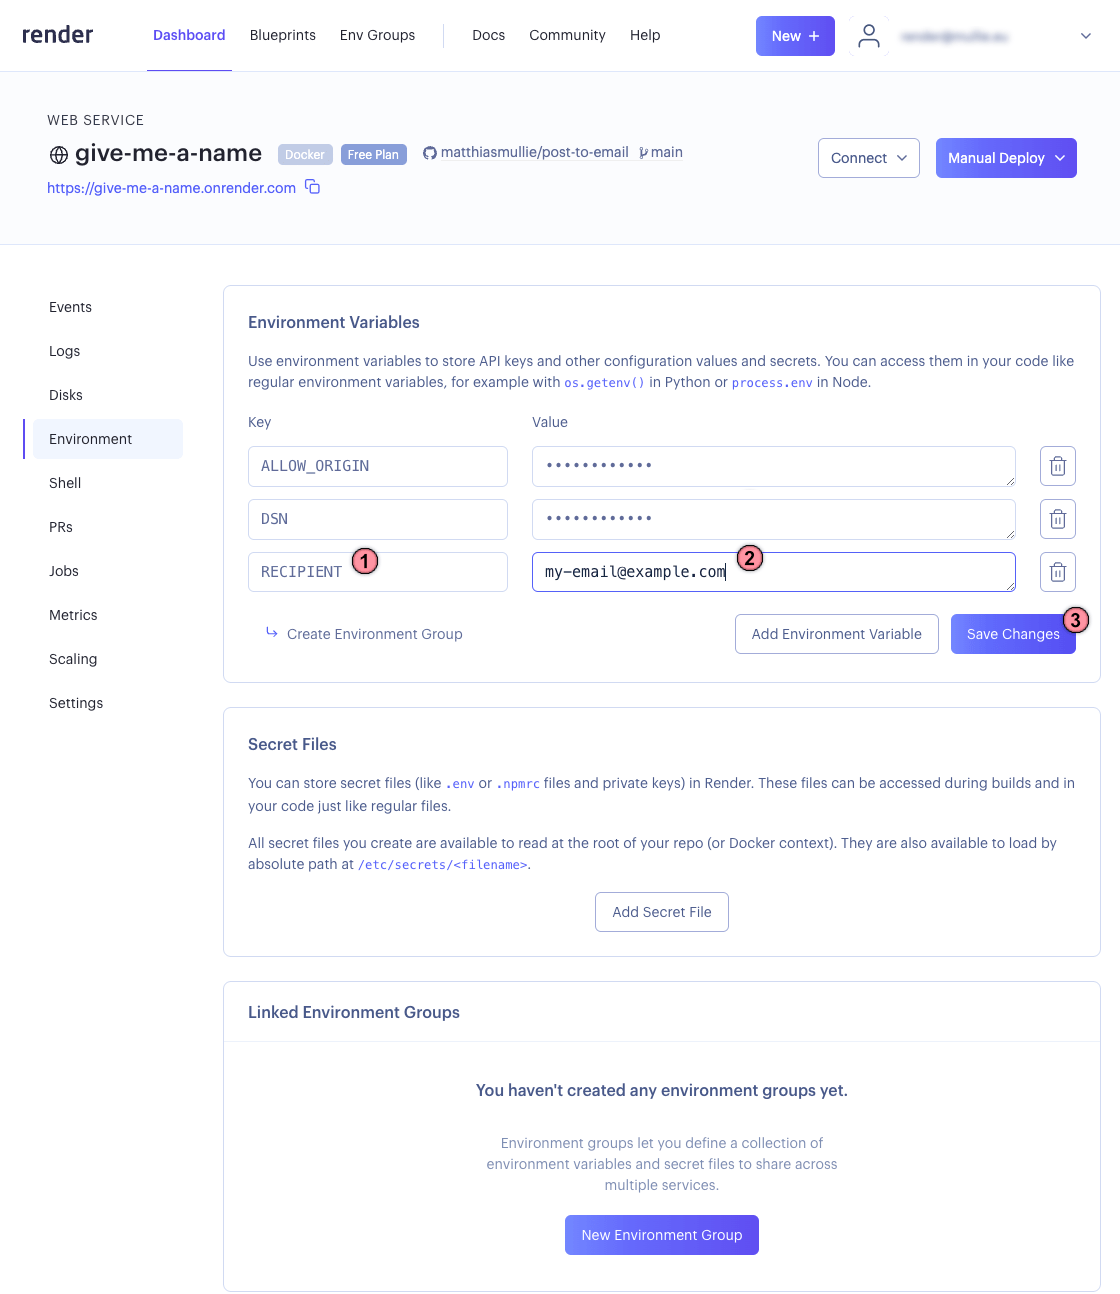 render
Dashboard Blueprints Env Groups Docs Community Help New +
WEB SERVICE
give-me-a-name Docker Free Plan matthiasmullie/post-to-email main
Connect Manual Deploy
https://give-me-a-name.onrender.com
Events
Logs
Disks
Environment
Shell
PRs
Jobs
Metrics
Scaling
Settings
Environment Variables
Use environment variables to store API keys and other configuration values and secrets. You can access them in your code like
regular environment variables, for example with os.getenv() in Python or process.env in Node.
Key Value
ALLOW_ORIGIN ••••••••••••
DSN ••••••••••••
RECIPIENT 1 my-email@example.com 2
Create Environment Group Add Environment Variable Save Changes 3
Secret Files
You can store secret files (like .env or .npmrc files and private keys) in Render. These files can be accessed during builds and in
your code just like regular files.
All secret files you create are available to read at the root of your repo (or Docker context). They are also available to load by
absolute path at /etc/secrets/<filename>.
Add Secret File
Linked Environment Groups
You haven't created any environment groups yet.
Environment groups let you define a collection of
environment variables and secret files to share across
multiple services.
New Environment Group